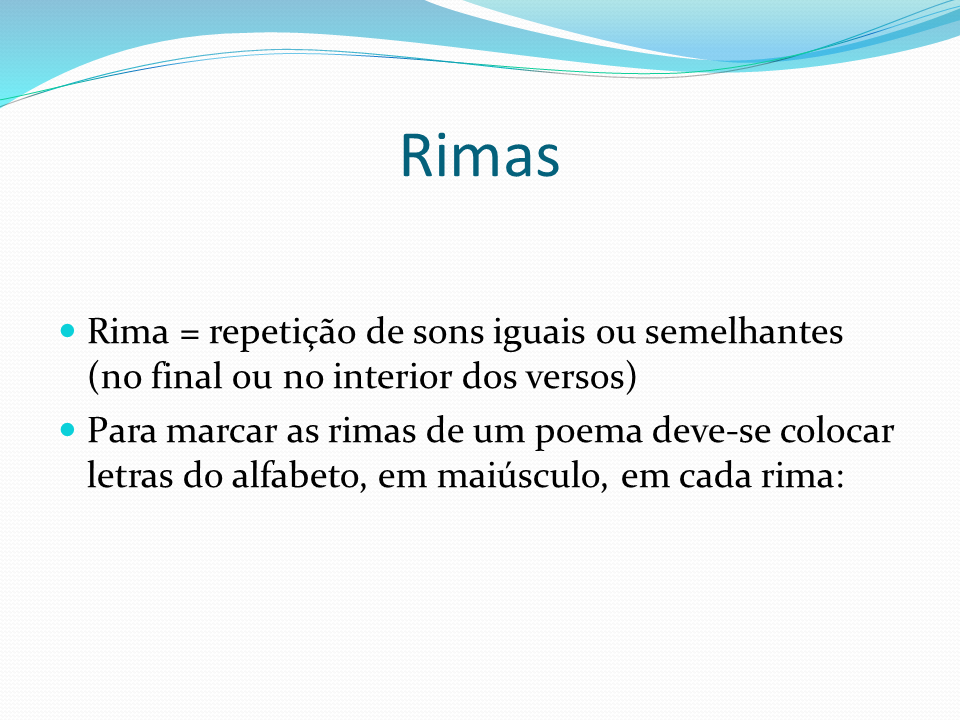 Rimas
Rima = repetição de sons iguais ou semelhantes
(no final ou no interior dos versos)
Para marcar as rimas de um poema deve-se colocar
letras do alfabeto, em maiúsculo, em cada rima: